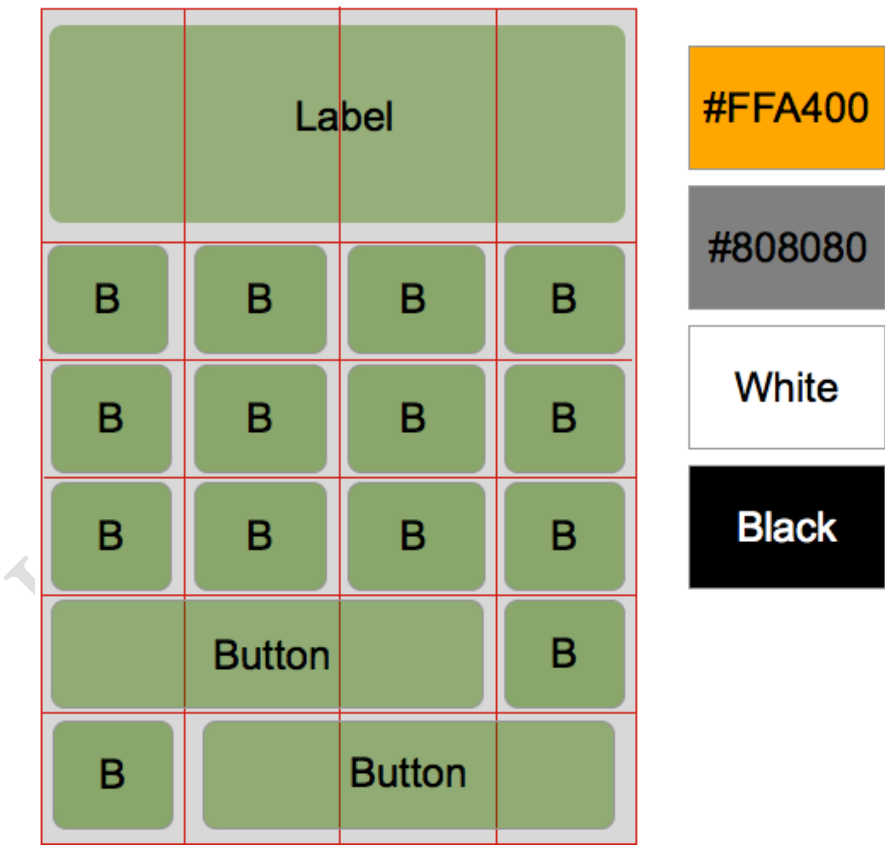 Label
#FFA400
#808080
B B B B
White
B B B B
Black
B B B B
Button B
B Button